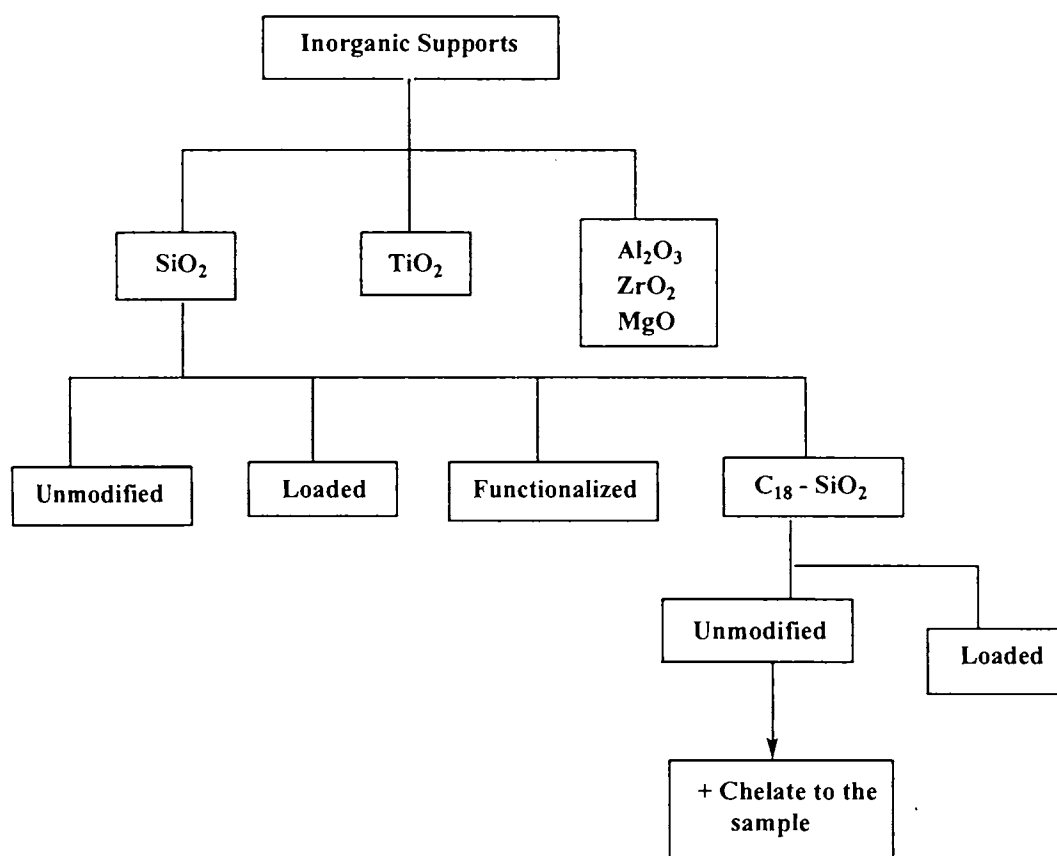 Inorganic Supports
SiO₂
TiO₂
Al₂O₃
ZrO₂
MgO
Unmodified
Loaded
Functionalized
C₁₈ - SiO₂
Unmodified
Loaded
+ Chelate to the
sample